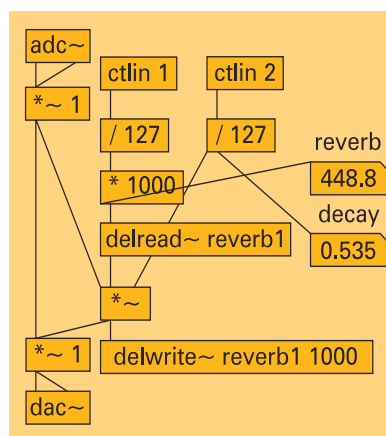 adc~
ctlin 1
ctlin 2
*~ 1
/ 127
/ 127
reverb
* 1000
448.8
decay
delread~ reverb1
0.535
*~
*~ 1
delwrite~ reverb1 1000
dac~